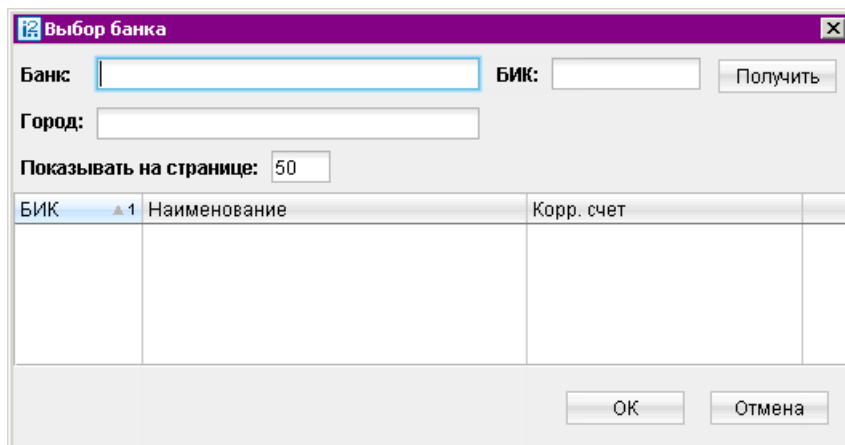 Выбор банка
Банк: БИК: Получить
Город:
Показывать на странице: 50
БИК 1 Наименование Корр. счет
ОК Отмена